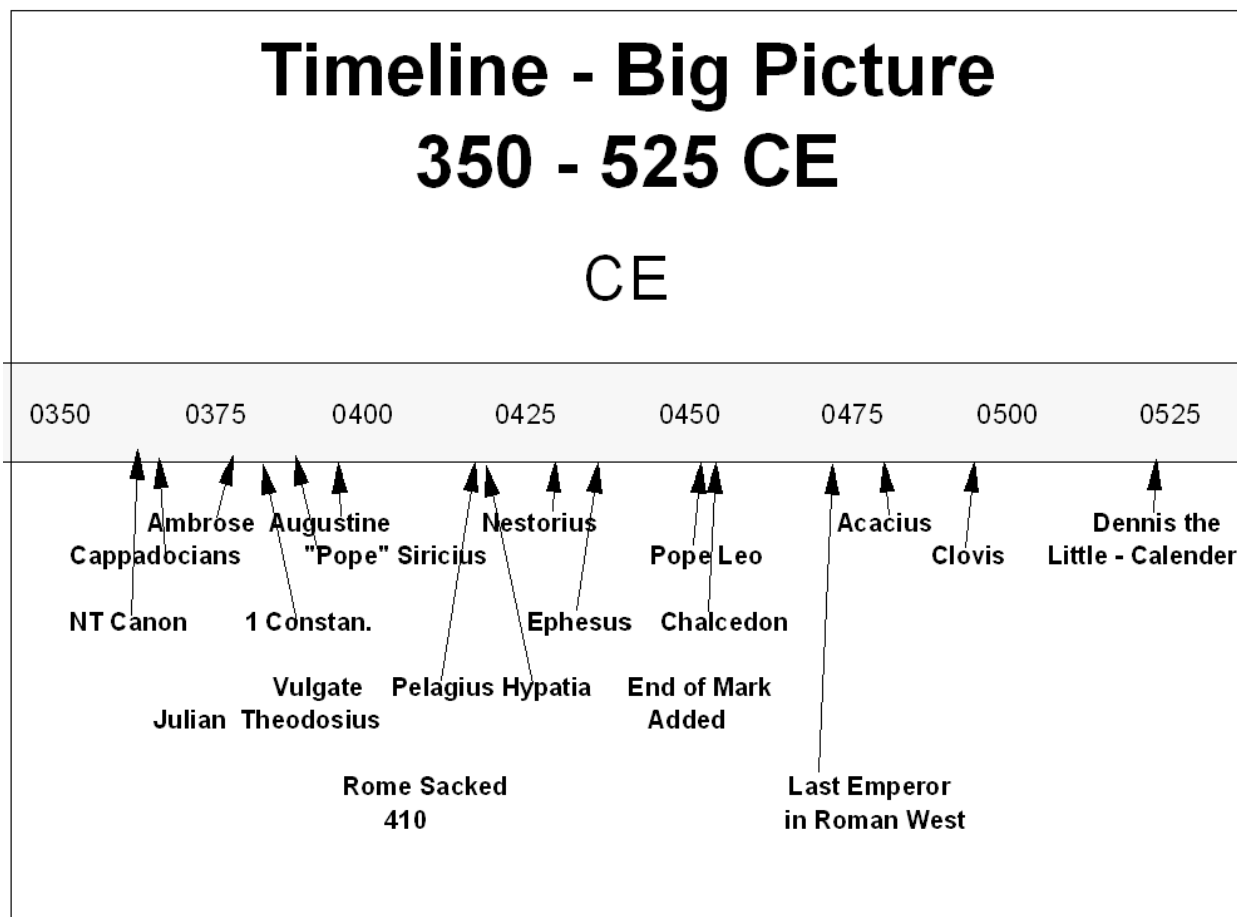 Timeline - Big Picture
350 - 525 CE
CE
0350 0375 0400 0425 0450 0475 0500 0525
Ambrose Augustine Nestorius Acacius Dennis the
Cappadocians "Pope" Siricius Pope Leo Clovis Little - Calender
NT Canon 1 Constan. Ephesus Chalcedon
Vulgate Pelagius Hypatia End of Mark
Julian Theodosius Added
Rome Sacked Last Emperor
410 in Roman West